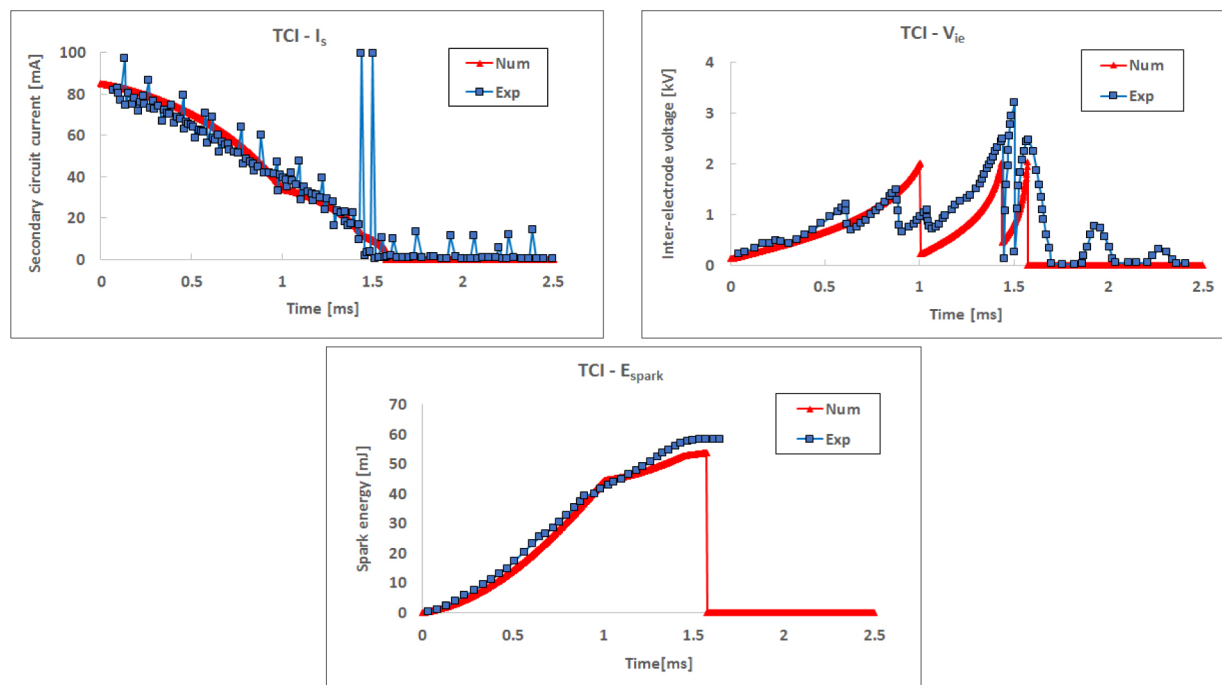 TCI - Is
Secondary circuit current [mA]
100
80
60
40
20
0
0 0.5 1 1.5 2 2.5
Time [ms]
Num
Exp
TCI - Vie
Inter-electrode voltage [kV]
4
3
2
1
0
0 0.5 1 1.5 2 2.5
Time [ms]
Num
Exp
TCI - Espark
Spark energy [mJ]
70
60
50
40
30
20
10
0
0 0.5 1 1.5 2 2.5
Time[ms]
Num
Exp